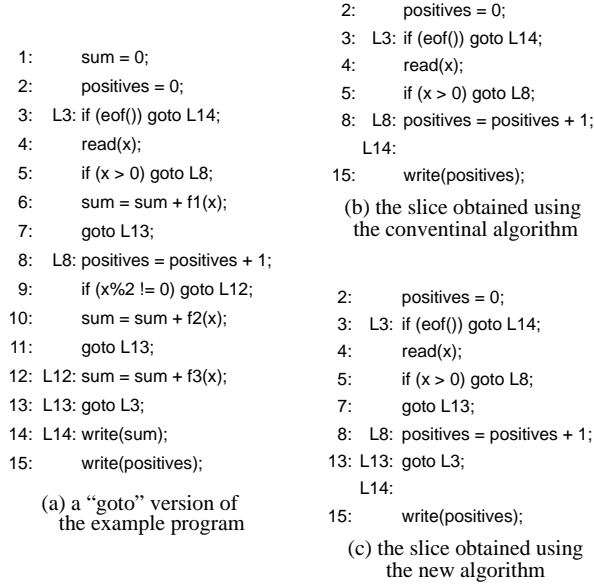 1: sum = 0;
2: positives = 0;
3: L3: if (eof()) goto L14;
4: read(x);
5: if (x > 0) goto L8;
6: sum = sum + f1(x);
7: goto L13;
8: L8: positives = positives + 1;
9: if (x%2 != 0) goto L12;
10: sum = sum + f2(x);
11: goto L13;
12: L12: sum = sum + f3(x);
13: L13: goto L3;
14: L14: write(sum);
15: write(positives);
(a) a “goto” version of
the example program
2: positives = 0;
3: L3: if (eof()) goto L14;
4: read(x);
5: if (x > 0) goto L8;
8: L8: positives = positives + 1;
L14:
15: write(positives);
(b) the slice obtained using
the conventinal algorithm
2: positives = 0;
3: L3: if (eof()) goto L14;
4: read(x);
5: if (x > 0) goto L8;
7: goto L13;
8: L8: positives = positives + 1;
13: L13: goto L3;
L14:
15: write(positives);
(c) the slice obtained using
the new algorithm